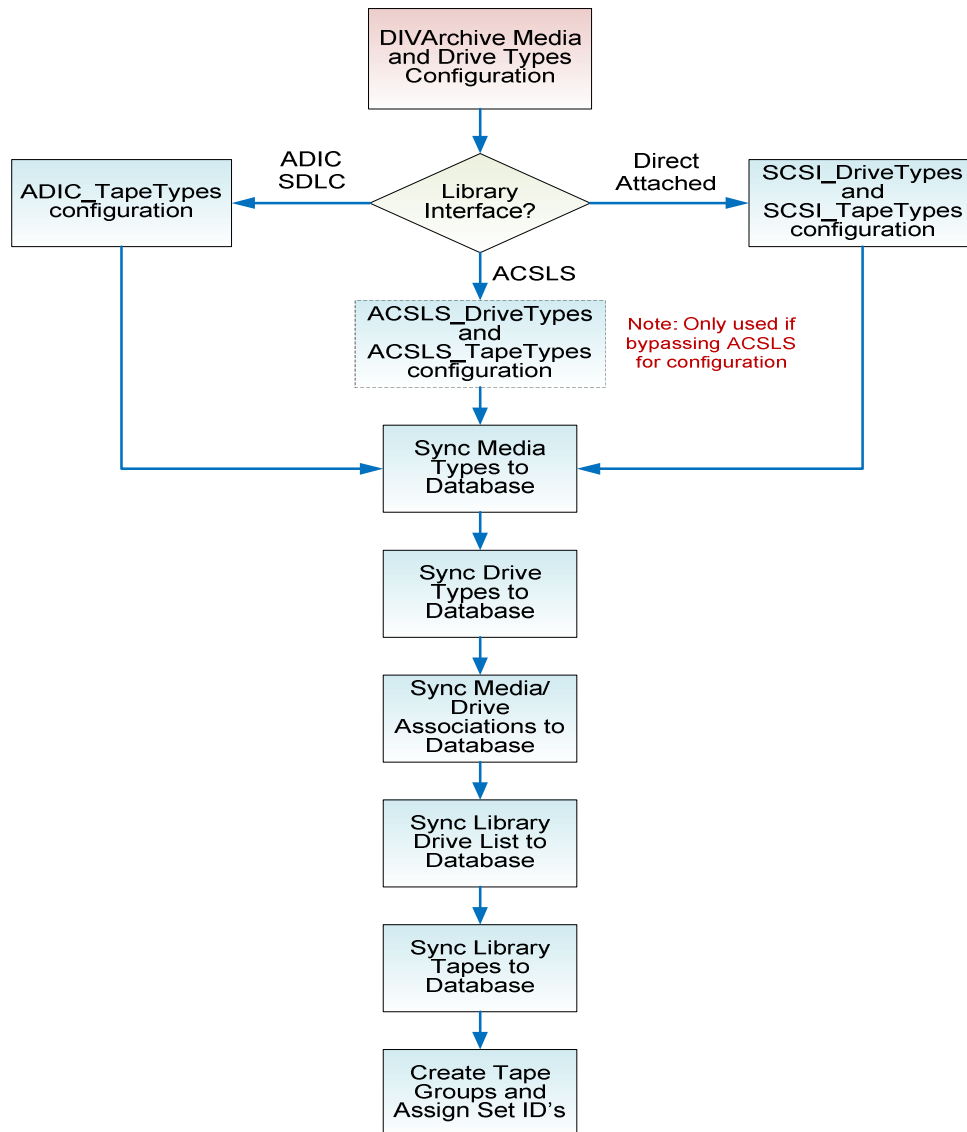 DIVArchive Media
and Drive Types
Configuration
ADIC
SDLC
Direct
Attached
ADIC_TapeTypes
configuration
Library
Interface?
SCSI_DriveTypes
and
SCSI_TapeTypes
configuration
ACSLS
ACSLS_DriveTypes
and
ACSLS_TapeTypes
configuration
Note: Only used if
bypassing ACSLS
for configuration
Sync Media
Types to
Database
Sync Drive
Types to
Database
Sync Media/
Drive
Associations to
Database
Sync Library
Drive List to
Database
Sync Library
Tapes to
Database
Create Tape
Groups and
Assign Set ID's